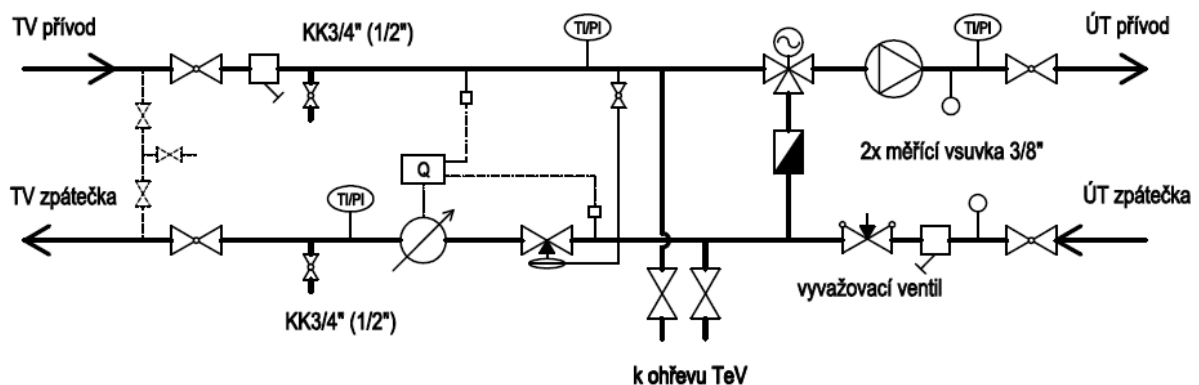 TV přívod
KK3/4" (1/2")
TI/PI
TI/PI
ÚT přívod
2x měřící vsuvka 3/8"
TV zpátečka
TI/PI
Q
ÚT zpátečka
vyvažovací ventil
KK3/4" (1/2")
k ohřevu TeV